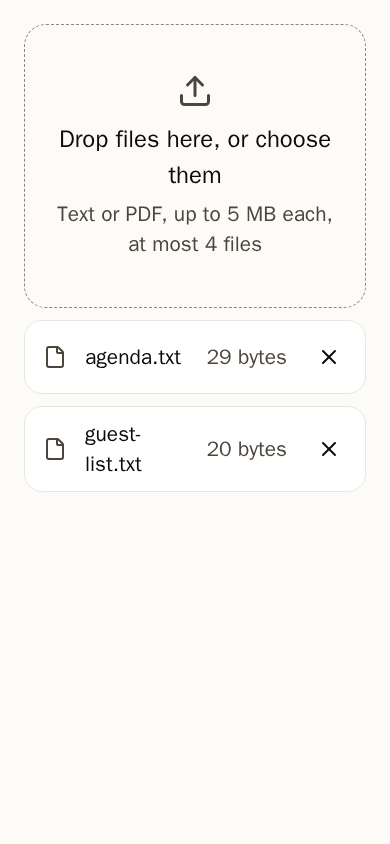 Drop files here, or choose
them
Text or PDF, up to 5 MB each,
at most 4 files
agenda.txt 29 bytes
guest-
list.txt
20 bytes